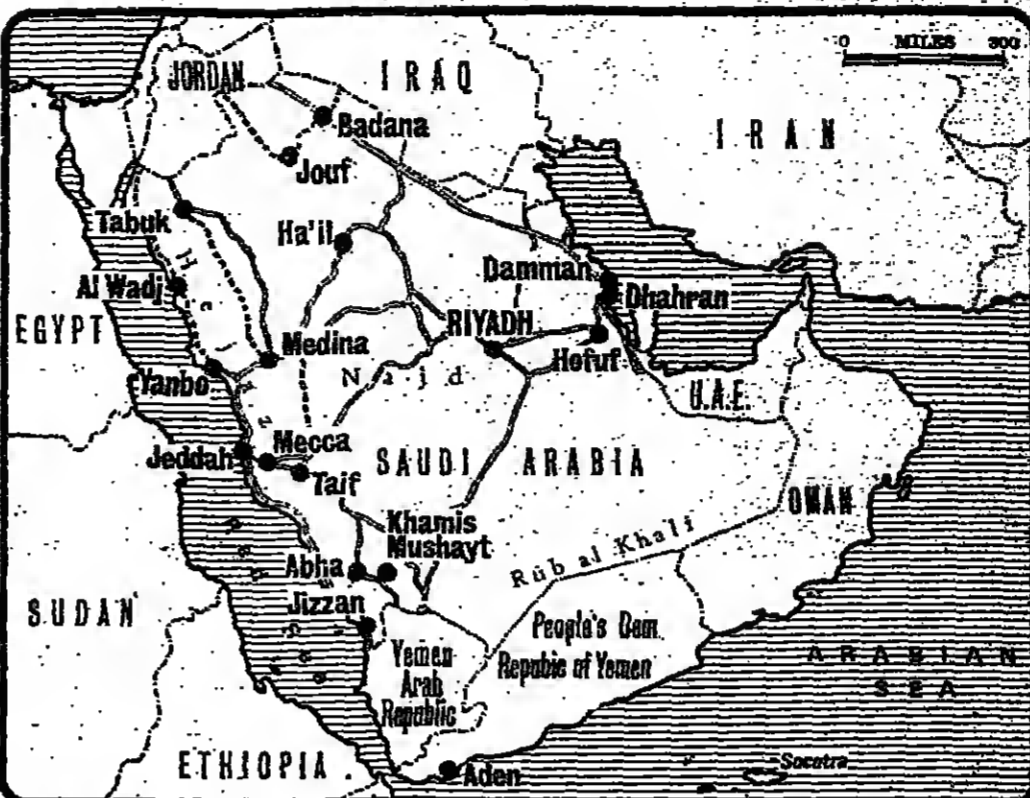 0 MILES 300
JORDAN
IRAQ
IRAN
Badana
Jouf
Tabuk
Ha'il
Damman
Al Wadj
Dhahran
EGYPT
RIYADH
Medina
Hofuf
Yanbo
Najd
U.A.E.
Mecca
Jeddah
SAUDI ARABIA
Taif
OMAN
Khamis
Mushayt
Rub al Khali
Abha
Jizzan
SUDAN
People's Dem.
Repubic of Yemen
Yemen
Arab
Republic
ARABIAN
SEA
ETHIOPIA
Aden
Socotra